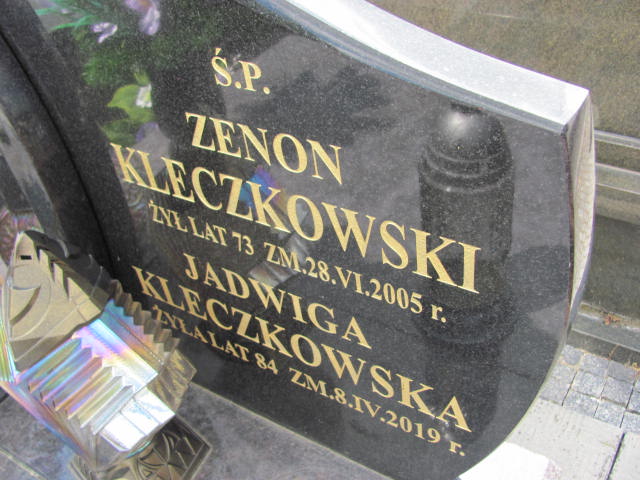 Ś.P.
ZENON
KLECZKOWSKI
ŻYŁ LAT 73 ZM.28.VI.2005 r.
JADWIGA
KLECZKOWSKA
ŻYŁA LAT 84 ZM.8.IV.2019 r.